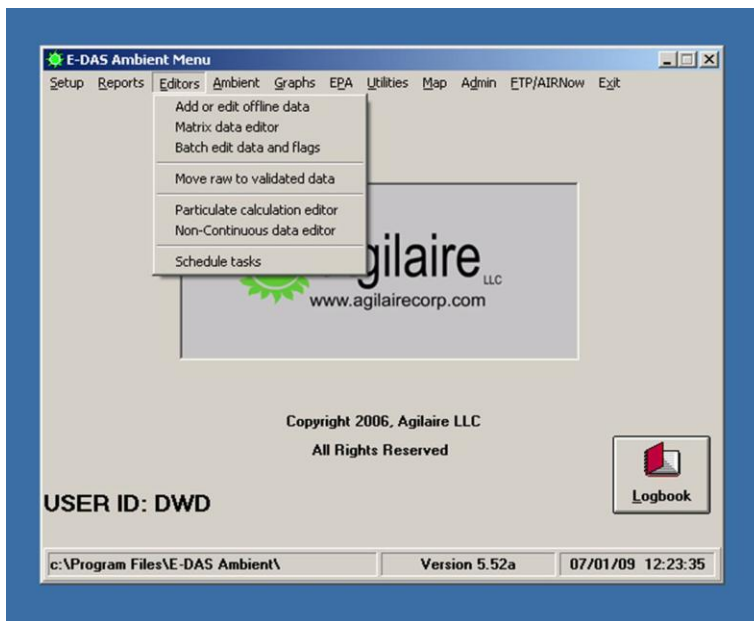 E-DAS Ambient Menu
Setup Reports Editors Ambient Graphs EPA Utilities Map Admin FTP/AIRNow Exit
Add or edit offline data
Matrix data editor
Batch edit data and flags
Move raw to validated data
Particulate calculation editor
Non-Continuous data editor
Schedule tasks
gilaire LLC
www.agilairecorp.com
Copyright 2006, Agilaire LLC
All Rights Reserved
Logbook
USER ID: DWD
c:\Program Files\E-DAS Ambient\ Version 5.52a 07/01/09 12:23:35